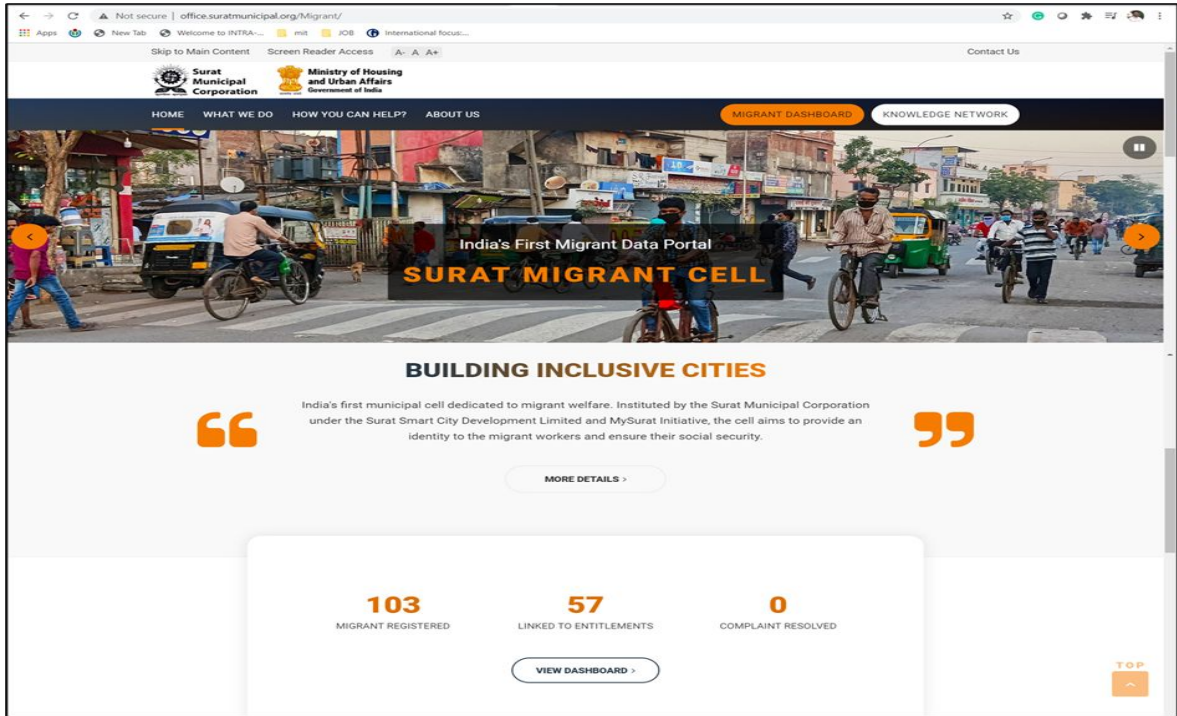 Not secure | office.suratmunicipal.org/Migrant/
Apps New Tab Welcome to INTRA-... mit JOB International focus:...
Skip to Main Content Screen Reader Access A- A A+ Contact Us
Surat
Municipal
Corporation
Ministry of Housing
and Urban Affairs
Government of India
HOME WHAT WE DO HOW YOU CAN HELP? ABOUT US MIGRANT DASHBOARD KNOWLEDGE NETWORK
India's First Migrant Data Portal
SURAT MIGRANT CELL
BUILDING INCLUSIVE CITIES
India's first municipal cell dedicated to migrant welfare. Instituted by the Surat Municipal Corporation
under the Surat Smart City Development Limited and MySurat Initiative, the cell aims to provide an
identity to the migrant workers and ensure their social security.
MORE DETAILS >
103 57 0
MIGRANT REGISTERED LINKED TO ENTITLEMENTS COMPLAINT RESOLVED
VIEW DASHBOARD >
TOP